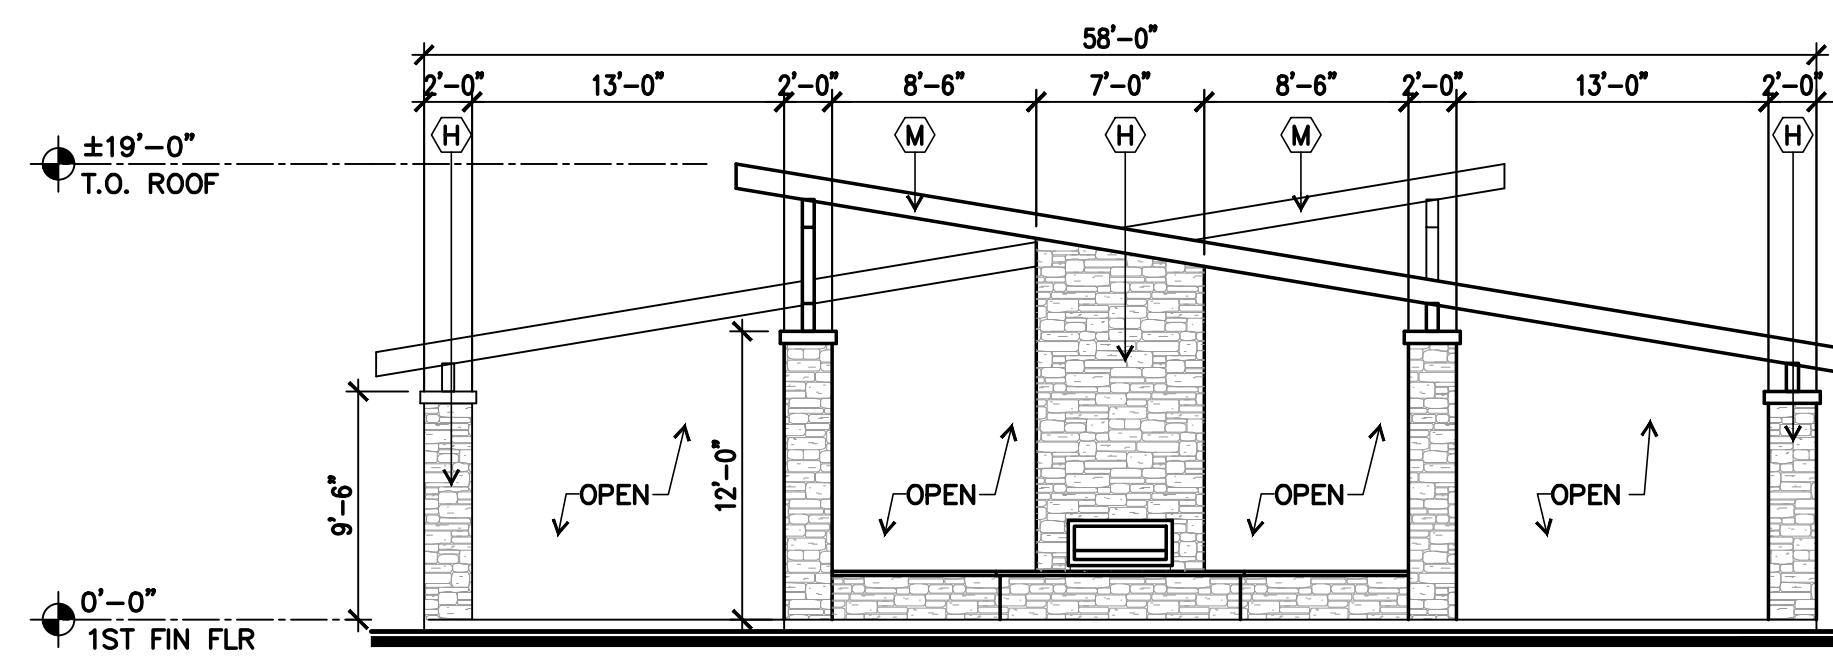 58'-0"
2'-0" 13'-0" 2'-0" 8'-6" 7'-0" 8'-6" 2'-0" 13'-0" 2'-0"
H M H M H
±19'-0"
T.O. ROOF
9'-6"
12'-0"
OPEN OPEN OPEN OPEN
0'-0"
1ST FIN FLR